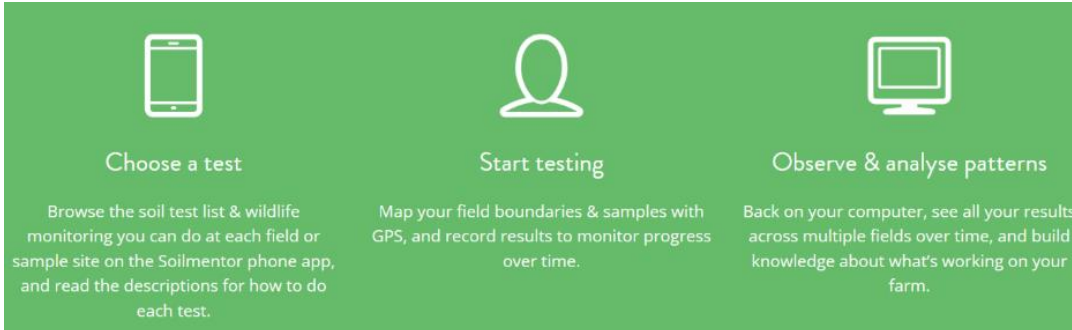 Choose a test
Browse the soil test list & wildlife
monitoring you can do at each field or
sample site on the Soilmentor phone app,
and read the descriptions for how to do
each test.
Start testing
Map your field boundaries & samples with
GPS, and record results to monitor progress
over time.
Observe & analyse patterns
Back on your computer, see all your results
across multiple fields over time, and build
knowledge about what's working on your
farm.